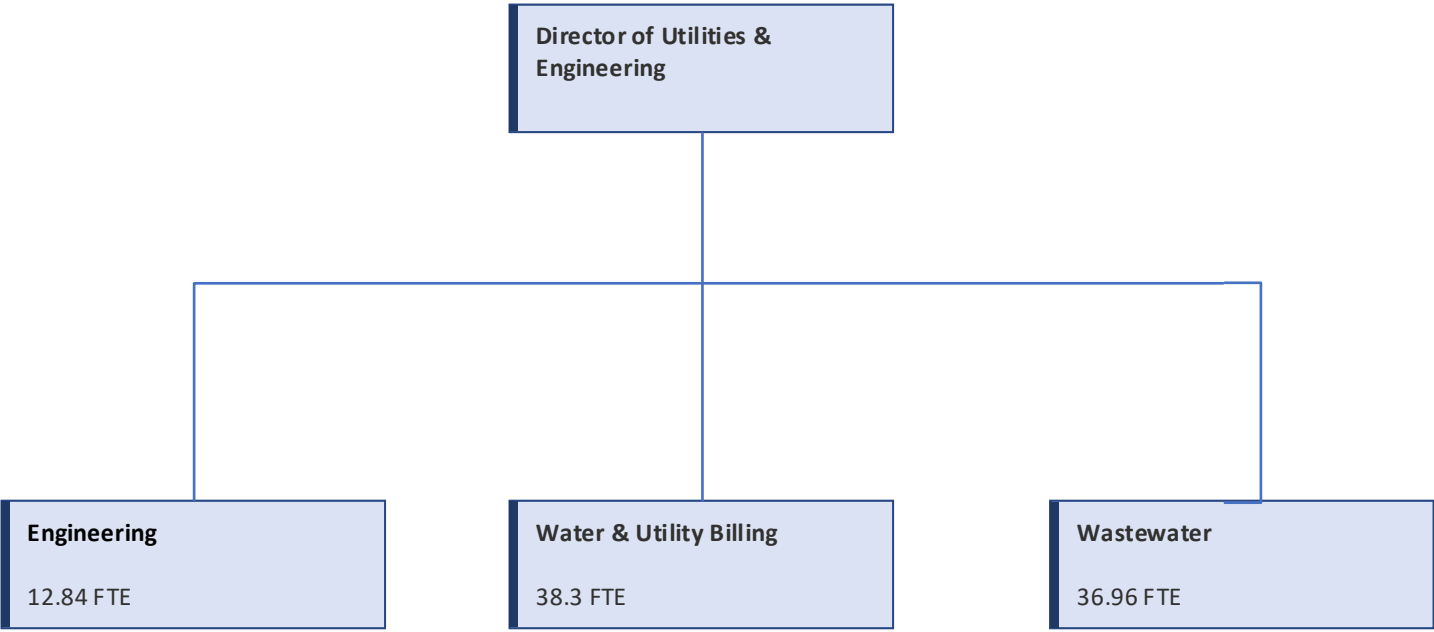 Director of Utilities &
Engineering
Engineering
12.84 FTE
Water & Utility Billing
38.3 FTE
Wastewater
36.96 FTE